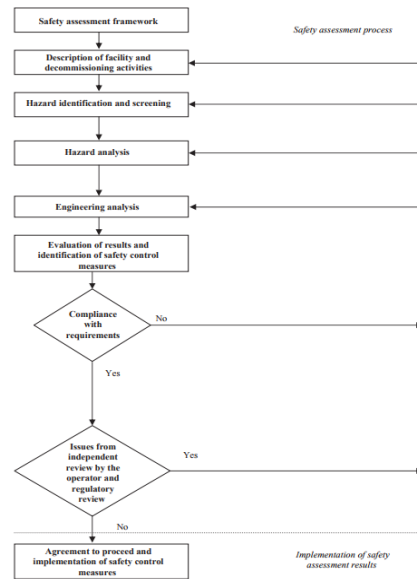 Safety assessment framework
Safety assessment process
Description of facility and
decommissioning activities
Hazard identification and screening
Hazard analysis
Engineering analysis
Evaluation of results and
identification of safety control
measures
Compliance
with
requirements
No
Yes
Issues from
independent
review by the
operator and
regulatory
review
Yes
No
Agreement to proceed and
implementation of safety control
measures
Implementation of safety
assessment results